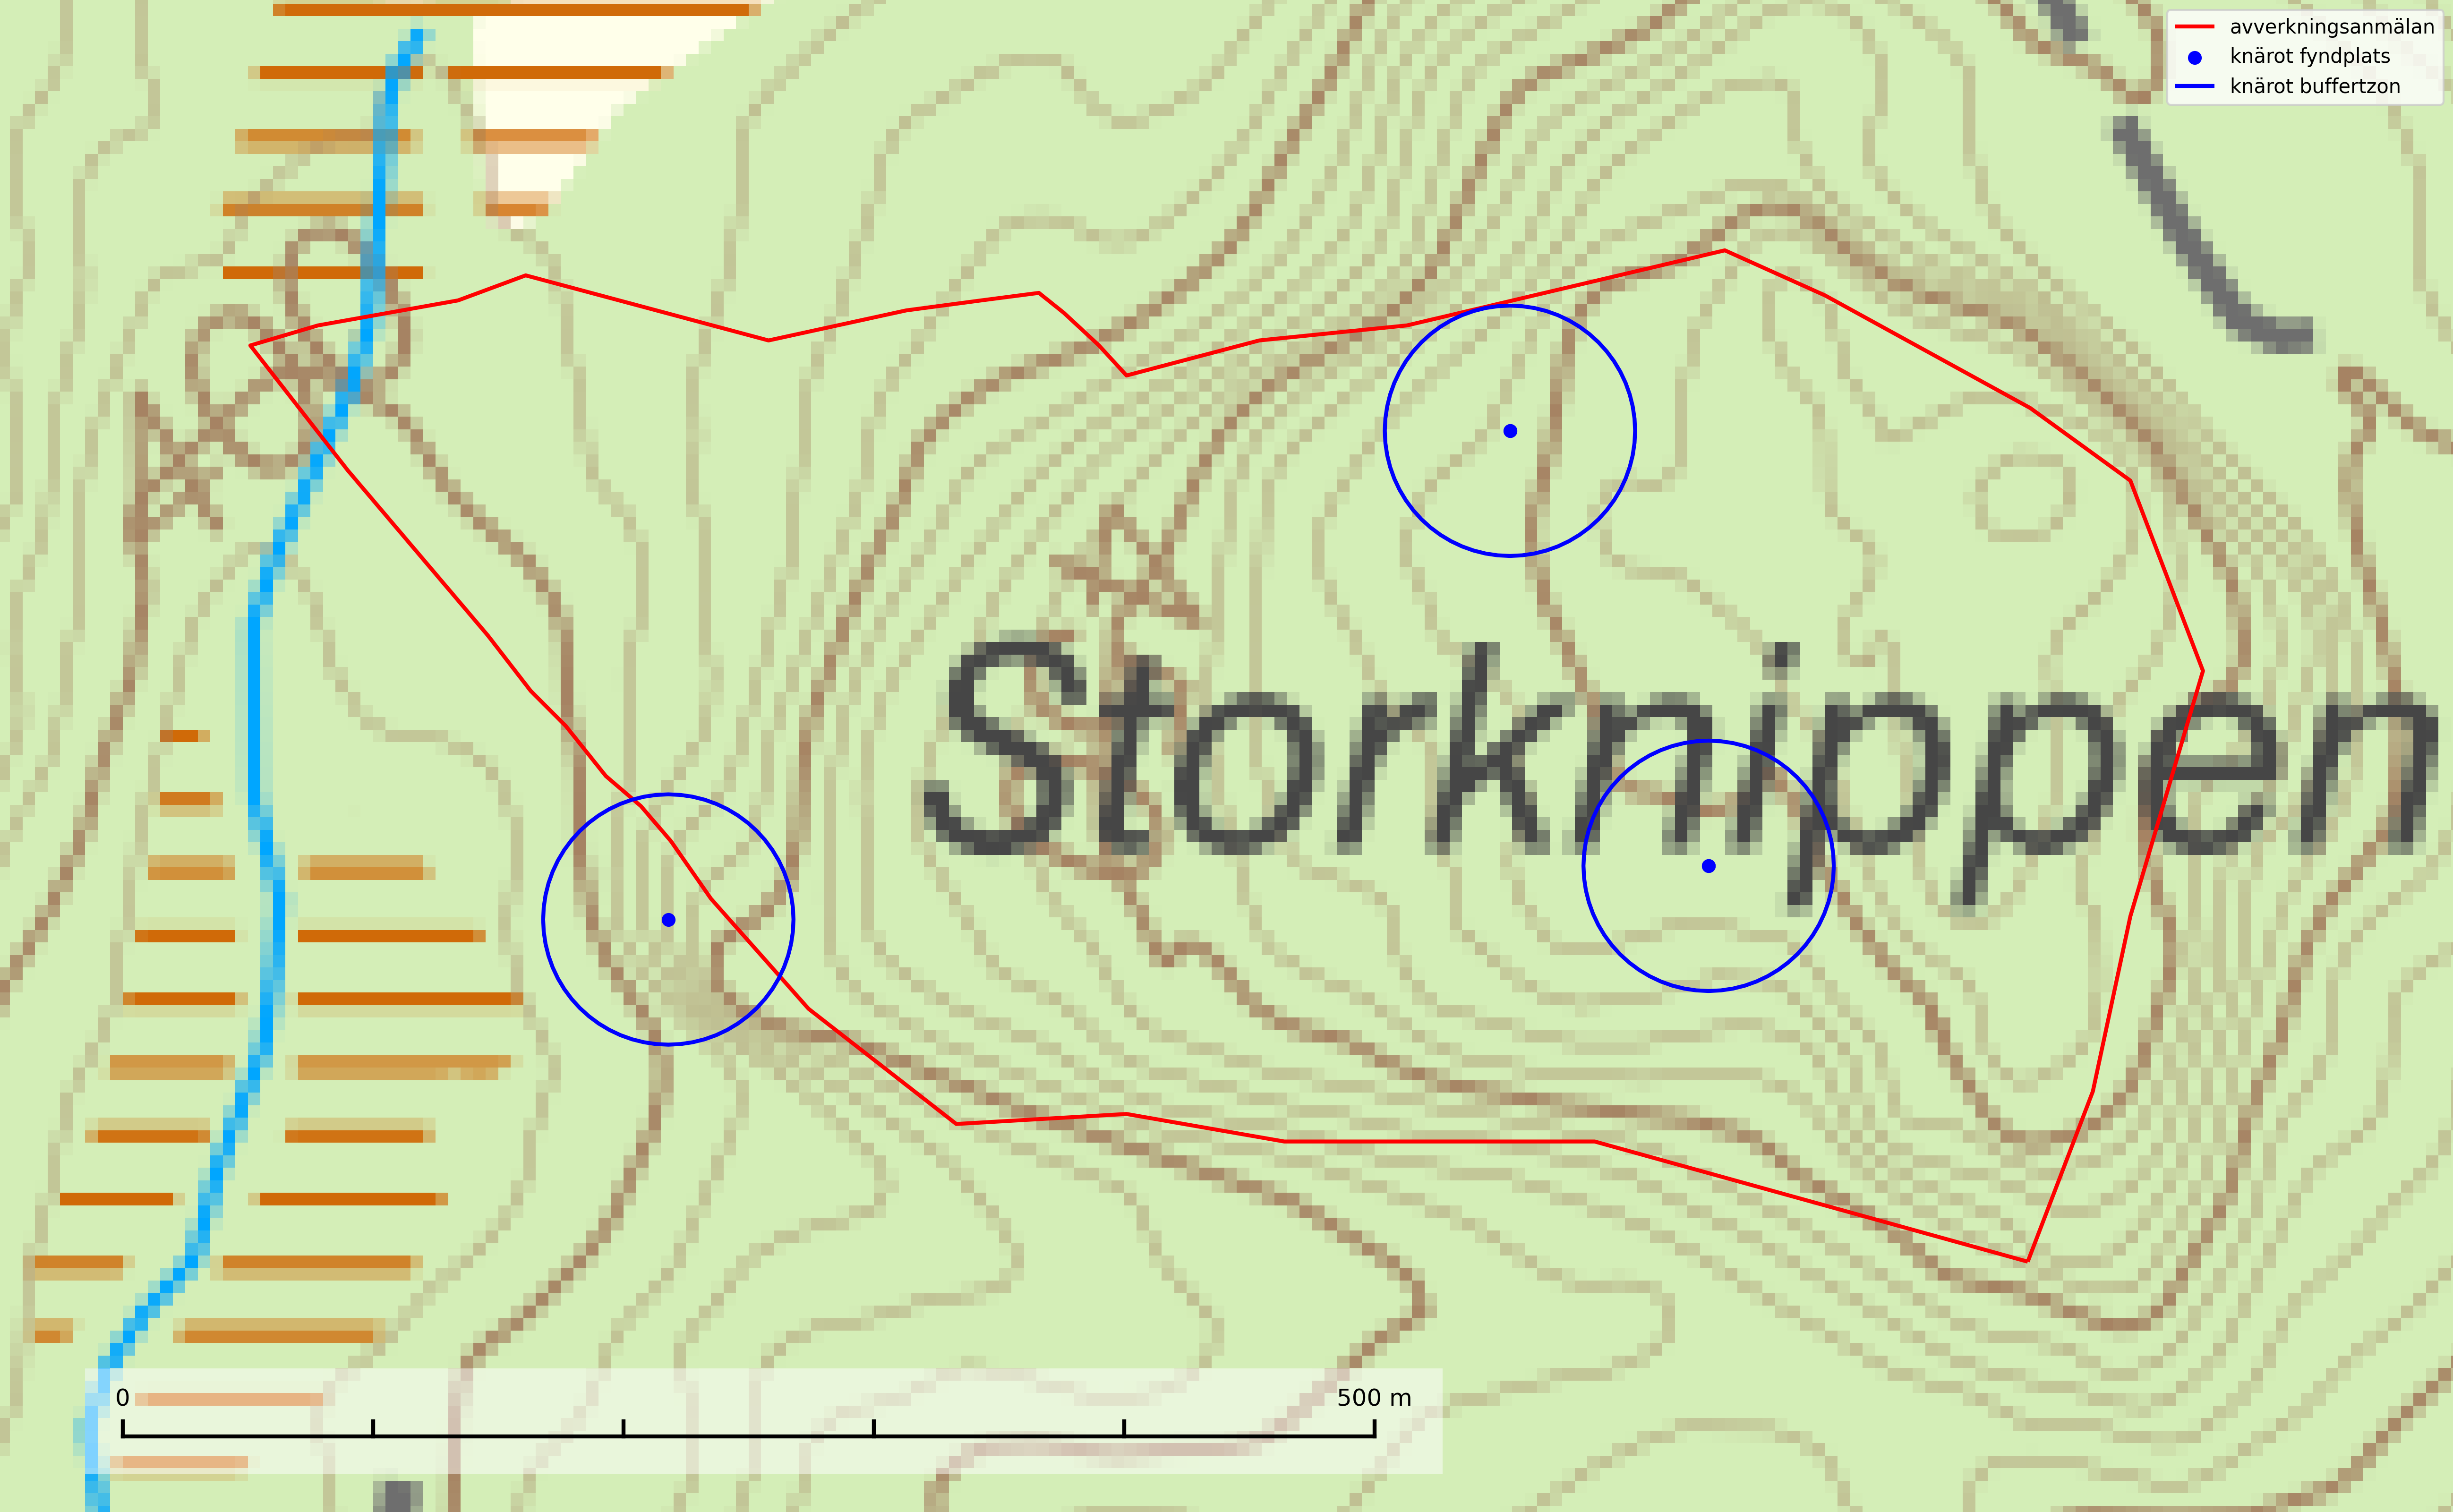 avverkningsanmälan
knärot fyndplats
knärot buffertzon
Storknippen
0 500 m